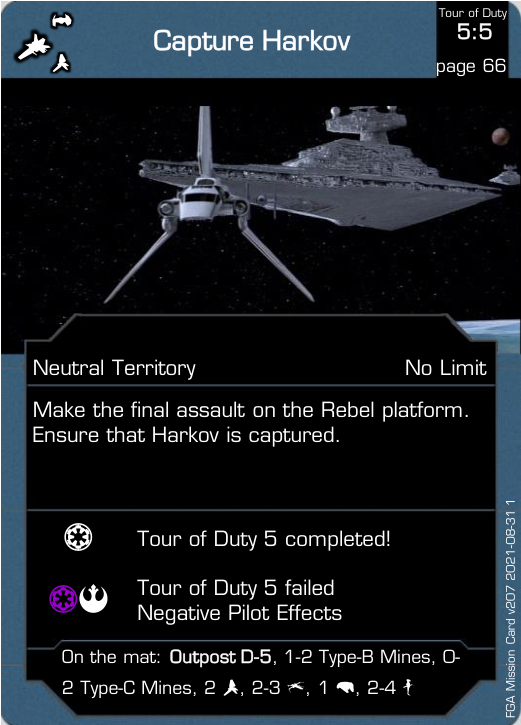 Capture Harkov
Tour of Duty
5:5
page 66
Neutral Territory No Limit
Make the final assault on the Rebel platform.
Ensure that Harkov is captured.
Tour of Duty 5 completed!
Tour of Duty 5 failed
Negative Pilot Effects
On the mat: Outpost D-5, 1-2 Type-B Mines, 0-
2 Type-C Mines, 2 , 2-3 , 1 , 2-4
FGA Mission Card v207 2021-08-31 1